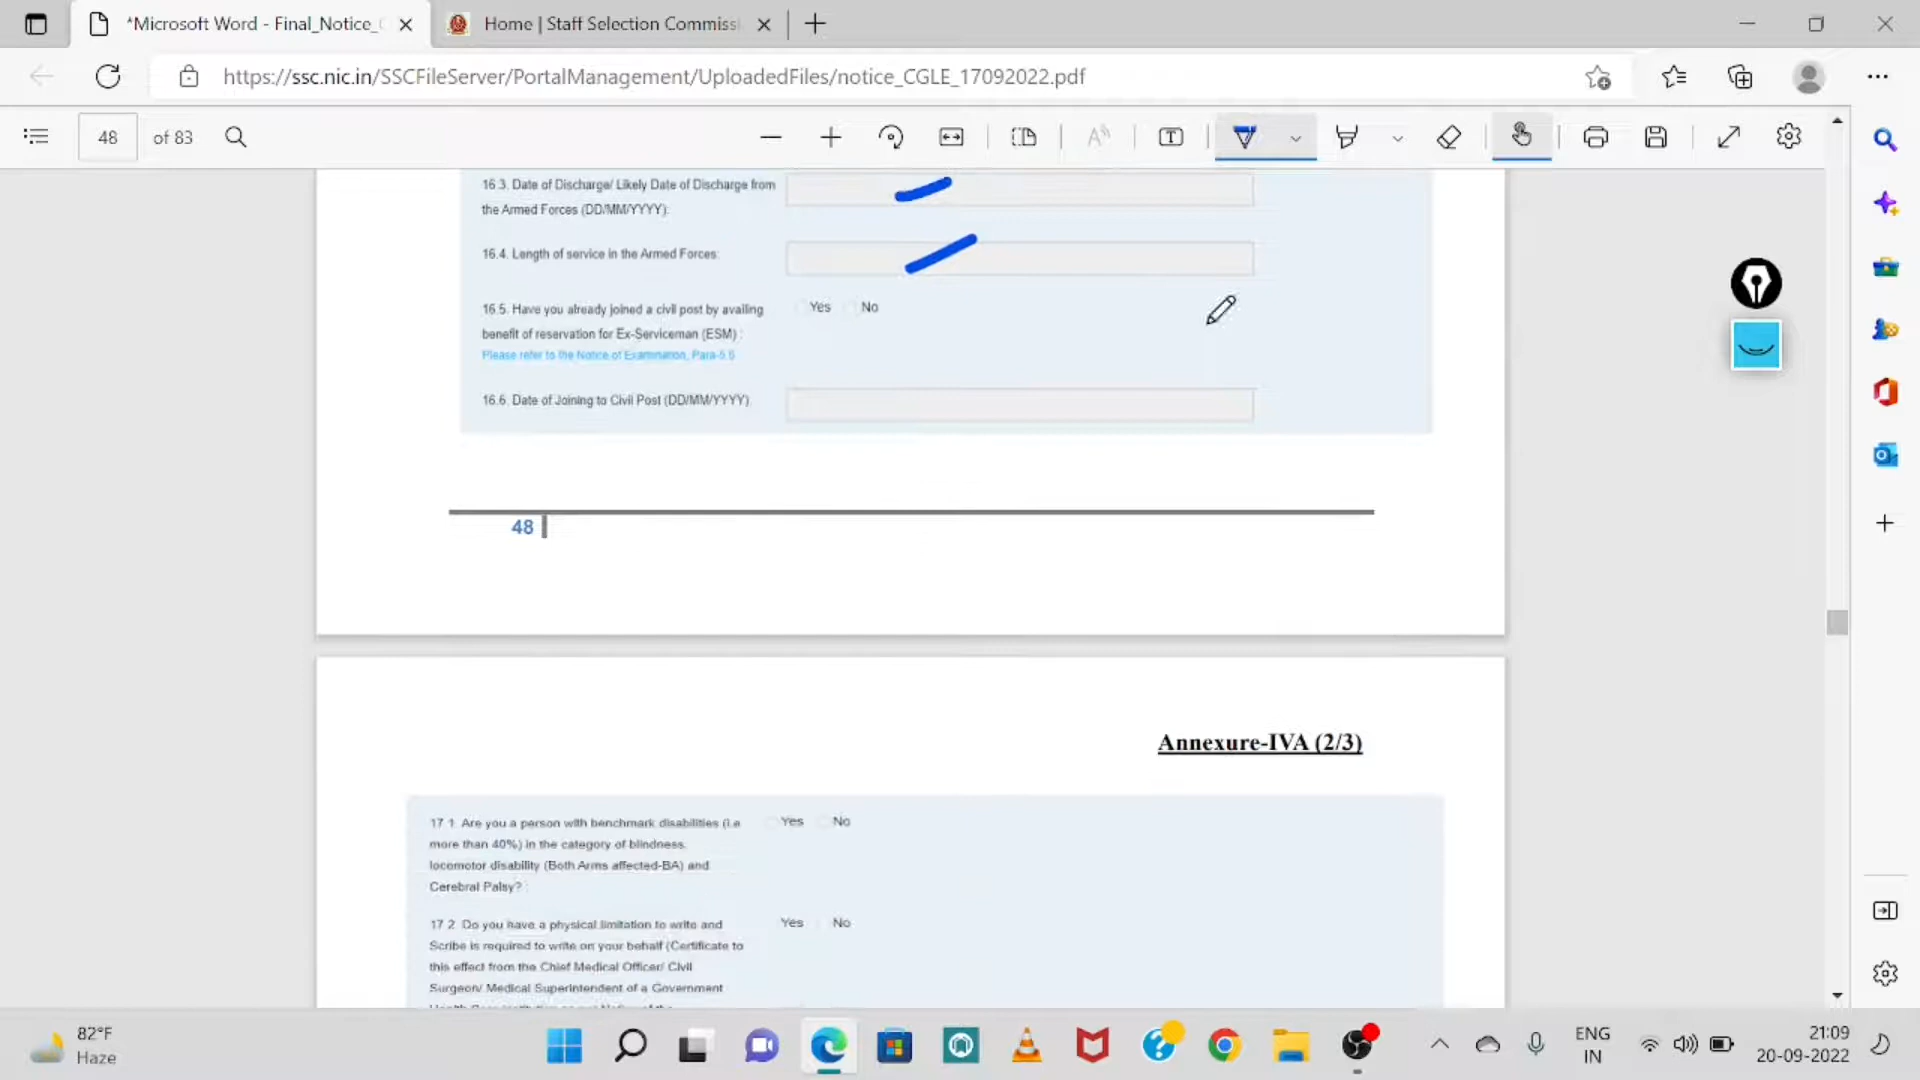 *Microsoft Word - Final_Notice_
Home | Staff Selection Commiss
https://ssc.nic.in/SSCFileServer/PortalManagement/UploadedFiles/notice_CGLE_17092022.pdf
48 of 83
16.3. Date of Discharge/ Likely Date of Discharge from
the Armed Forces (DD/MM/YYYY):
16.4. Length of service in the Armed Forces:
16.5. Have you already joined a civil post by availing Yes No
benefit of reservation for Ex-Serviceman (ESM) :
Please refer to the Notice of Examination, Para-5.6
16.6. Date of Joining to Civil Post (DD/MM/YYYY):
48
Annexure-IVA (2/3)
17.1. Are you a person with benchmark disabilities (i.e Yes No
more than 40%) in the category of blindness,
locomotor disability (Both Arms affected-BA) and
Cerebral Palsy? :
17.2. Do you have a physical limitation to write and Yes No
Scribe is required to write on your behalf (Certificate to
this effect from the Chief Medical Officer/ Civil
Surgeon/ Medical Superintendent of a Government
82°F
Haze
ENG
IN
21:09
20-09-2022